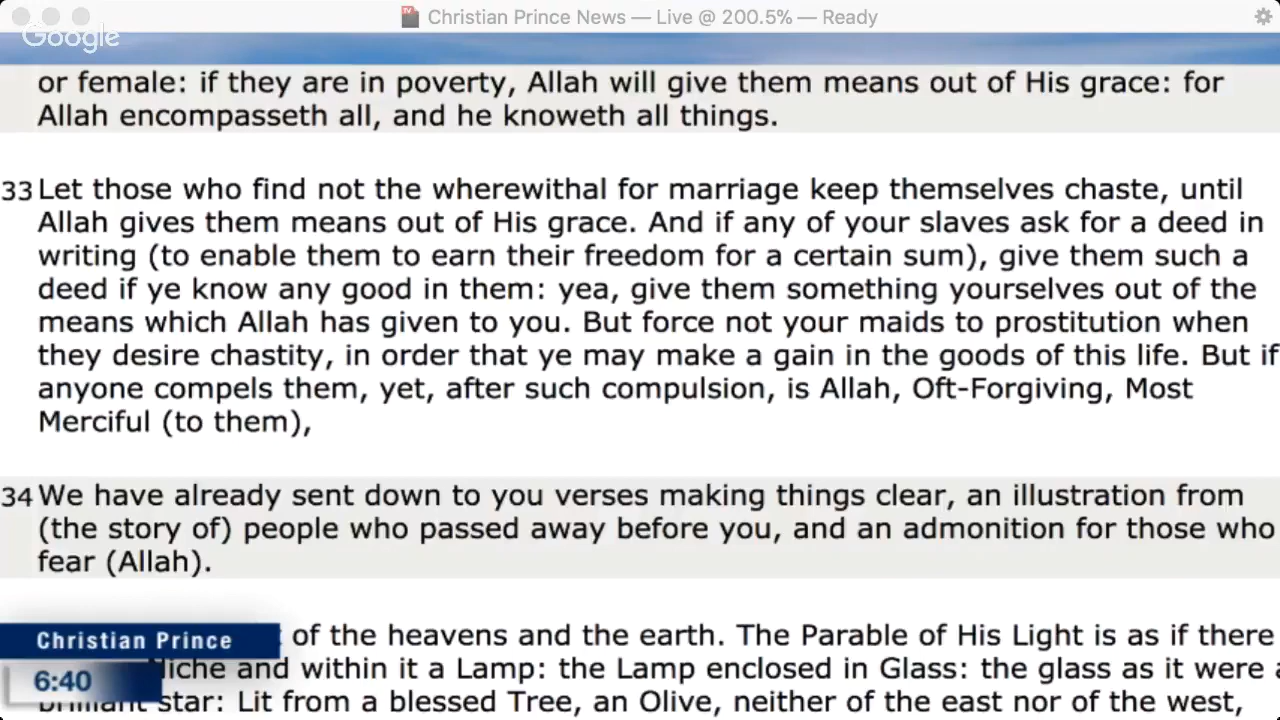 Christian Prince News — Live @ 200.5% — Ready
Google
or female: if they are in poverty, Allah will give them means out of His grace: for
Allah encompasseth all, and he knoweth all things.
33 Let those who find not the wherewithal for marriage keep themselves chaste, until
Allah gives them means out of His grace. And if any of your slaves ask for a deed in
writing (to enable them to earn their freedom for a certain sum), give them such a
deed if ye know any good in them: yea, give them something yourselves out of the
means which Allah has given to you. But force not your maids to prostitution when
they desire chastity, in order that ye may make a gain in the goods of this life. But if
anyone compels them, yet, after such compulsion, is Allah, Oft-Forgiving, Most
Merciful (to them),
34 We have already sent down to you verses making things clear, an illustration from
(the story of) people who passed away before you, and an admonition for those who
fear (Allah).
of the heavens and the earth. The Parable of His Light is as if there
Niche and within it a Lamp: the Lamp enclosed in Glass: the glass as it were a
brilliant star: Lit from a blessed Tree, an Olive, neither of the east nor of the west,
Christian Prince
6:40